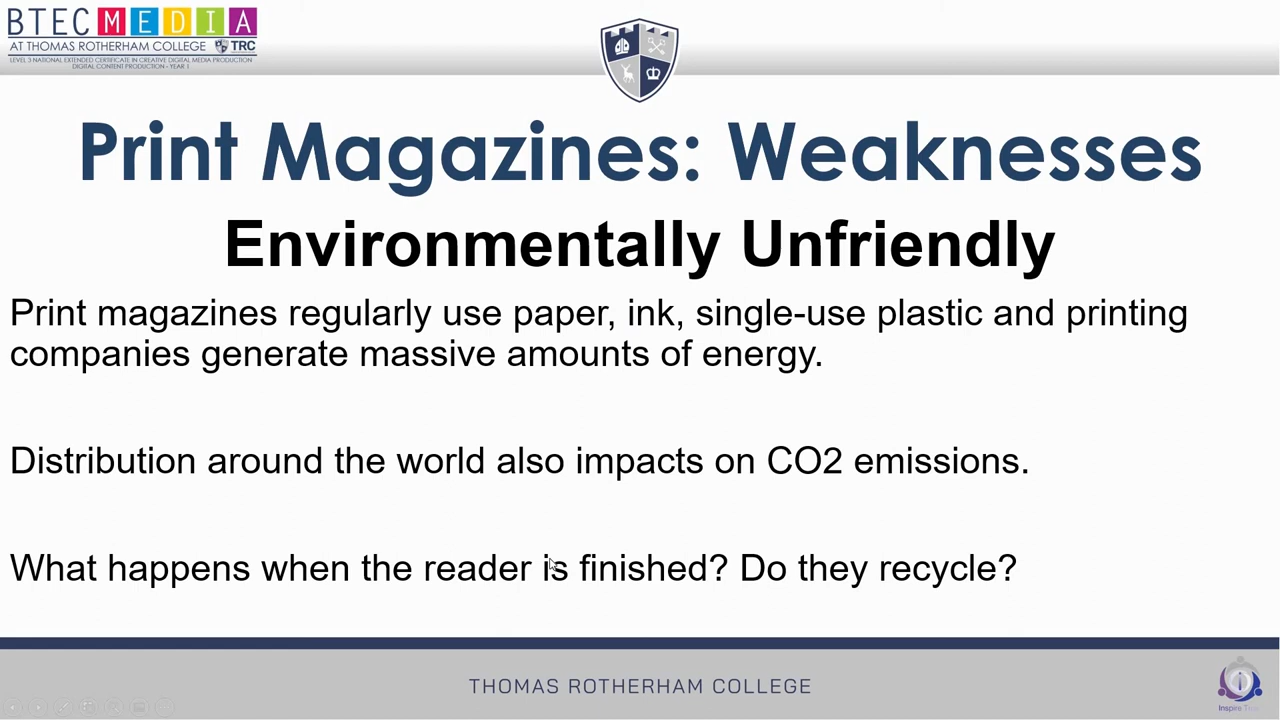 BTEC MEDIA
AT THOMAS ROTHERHAM COLLEGE TRC
LEVEL 3 NATIONAL EXTENDED CERTIFICATE IN CREATIVE DIGITAL MEDIA PRODUCTION
DIGITAL CONTENT PRODUCTION - YEAR 1
Print Magazines: Weaknesses
Environmentally Unfriendly
Print magazines regularly use paper, ink, single-use plastic and printing
companies generate massive amounts of energy.
Distribution around the world also impacts on CO2 emissions.
What happens when the reader is finished? Do they recycle?
THOMAS ROTHERHAM COLLEGE
Inspire Trust